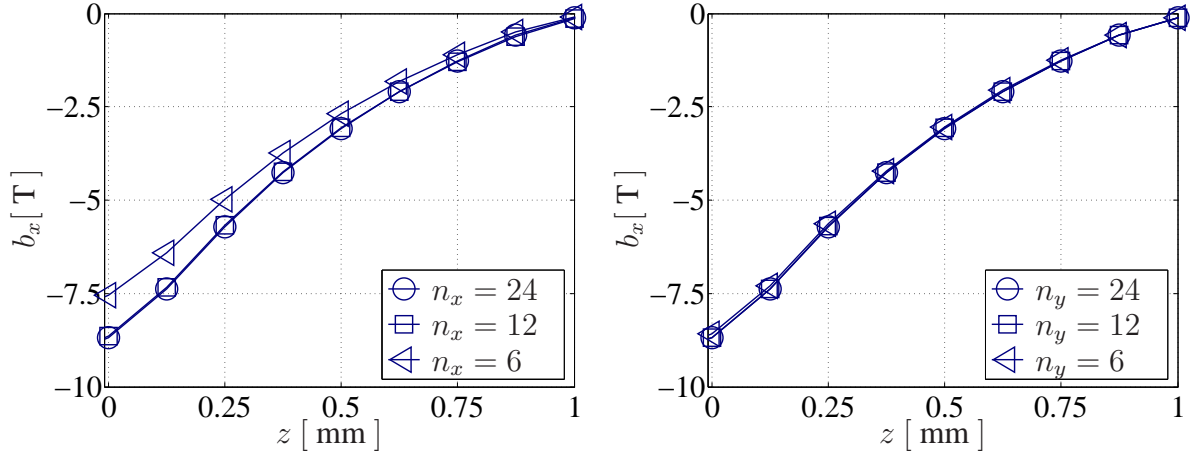 0
−2.5
−5
−7.5
−10
b_x[ T ]
n_x = 24
n_x = 12
n_x = 6
0 0.25 0.5 0.75 1
z [ mm ]
0
−2.5
−5
−7.5
−10
b_x[ T ]
n_y = 24
n_y = 12
n_y = 6
0 0.25 0.5 0.75 1
z [ mm ]